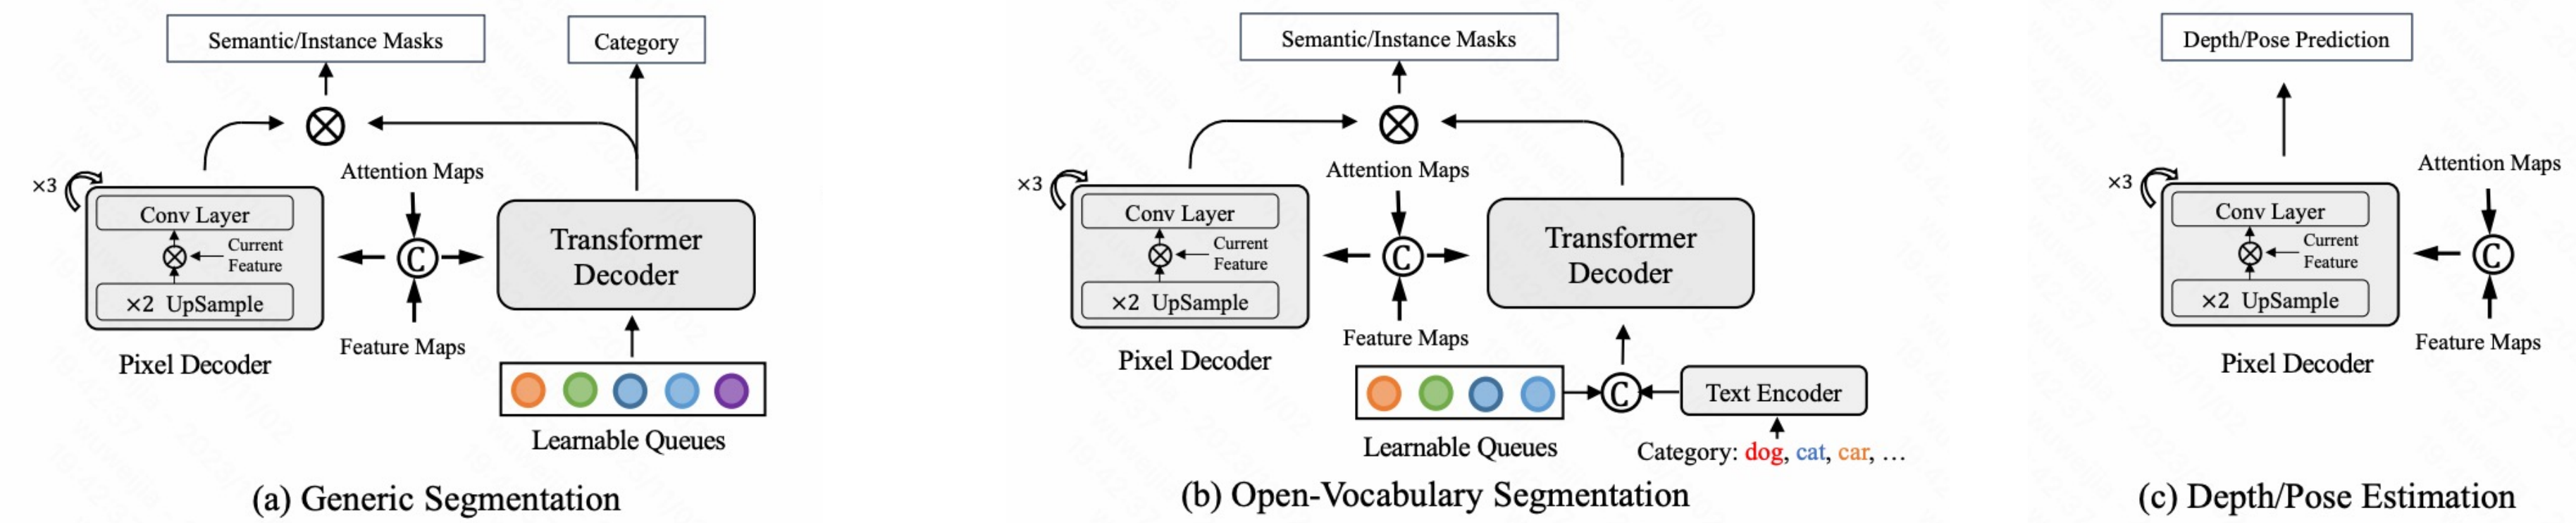 Semantic/Instance Masks
Category
×3
Attention Maps
Conv Layer
Current
Feature
×2 UpSample
C
Transformer
Decoder
Feature Maps
Pixel Decoder
Learnable Queues
(a) Generic Segmentation
Semantic/Instance Masks
×3
Attention Maps
Conv Layer
Current
Feature
×2 UpSample
C
Transformer
Decoder
Feature Maps
Pixel Decoder
C
Text Encoder
Learnable Queues
Category: dog, cat, car, …
(b) Open-Vocabulary Segmentation
Depth/Pose Prediction
×3
Attention Maps
Conv Layer
Current
Feature
×2 UpSample
C
Feature Maps
Pixel Decoder
(c) Depth/Pose Estimation